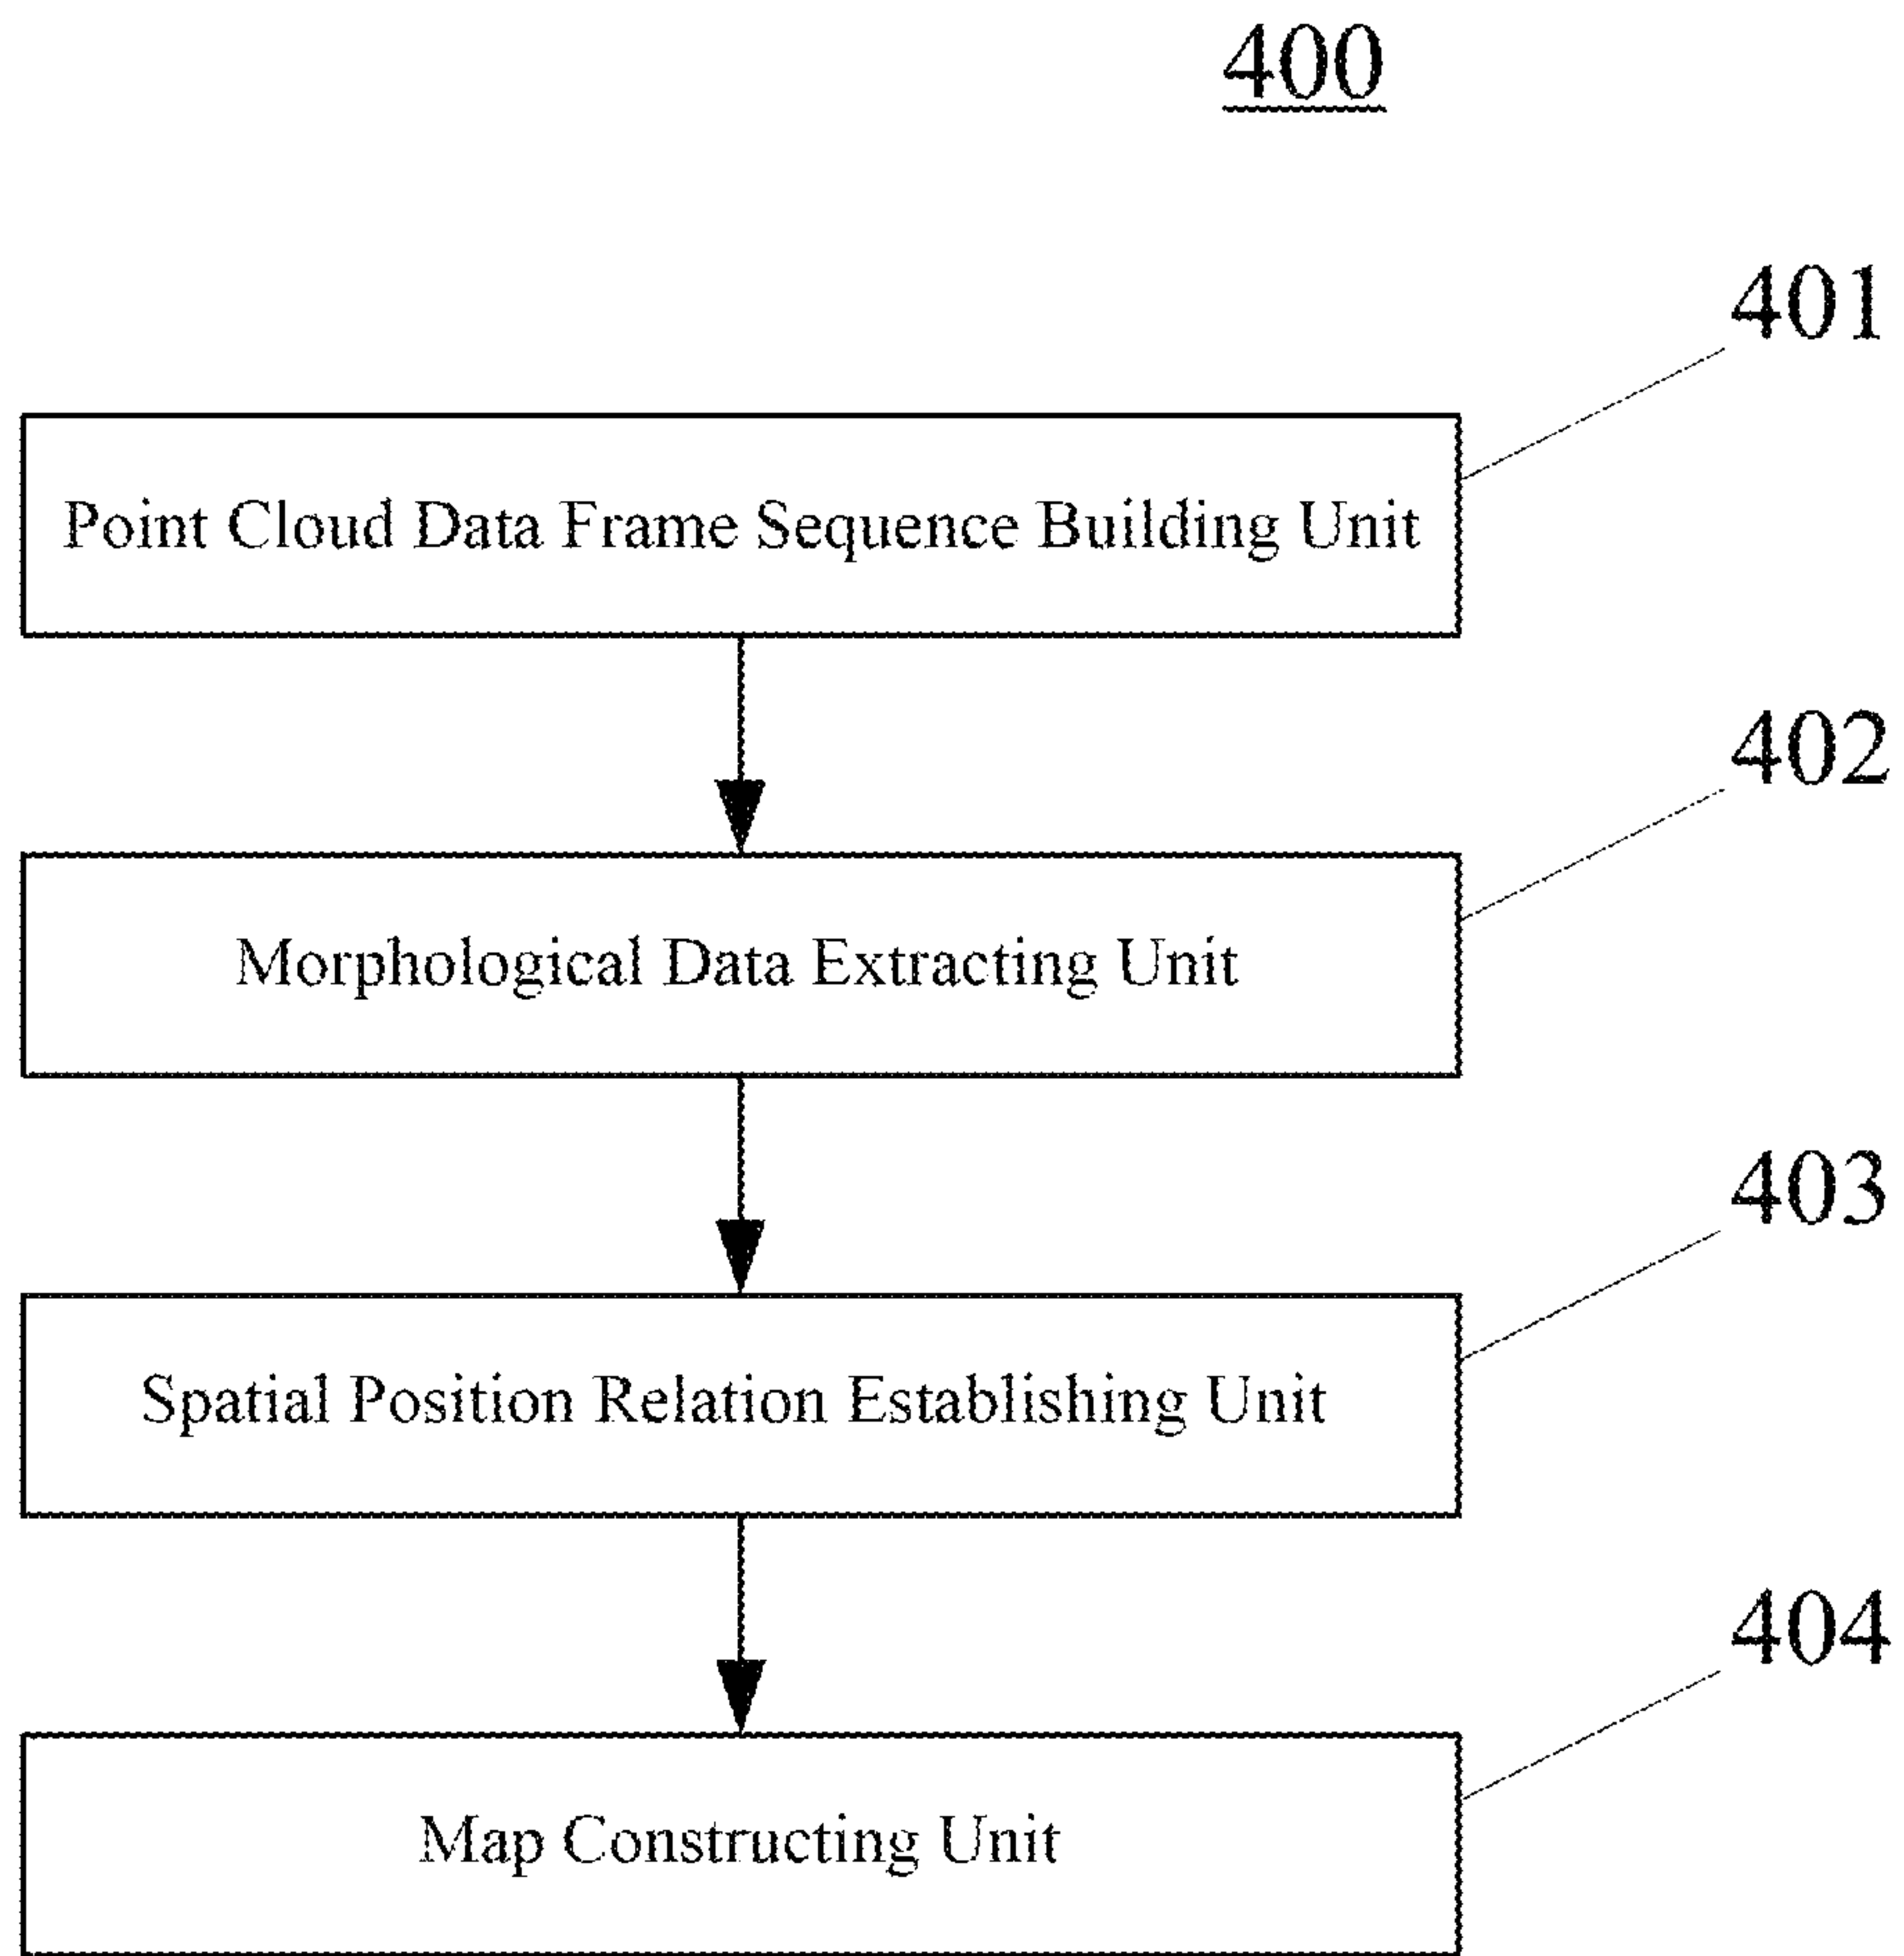 400
401
Point Cloud Data Frame Sequence Building Unit
402
Morphological Data Extracting Unit
403
Spatial Position Relation Establishing Unit
404
Map Constructing Unit